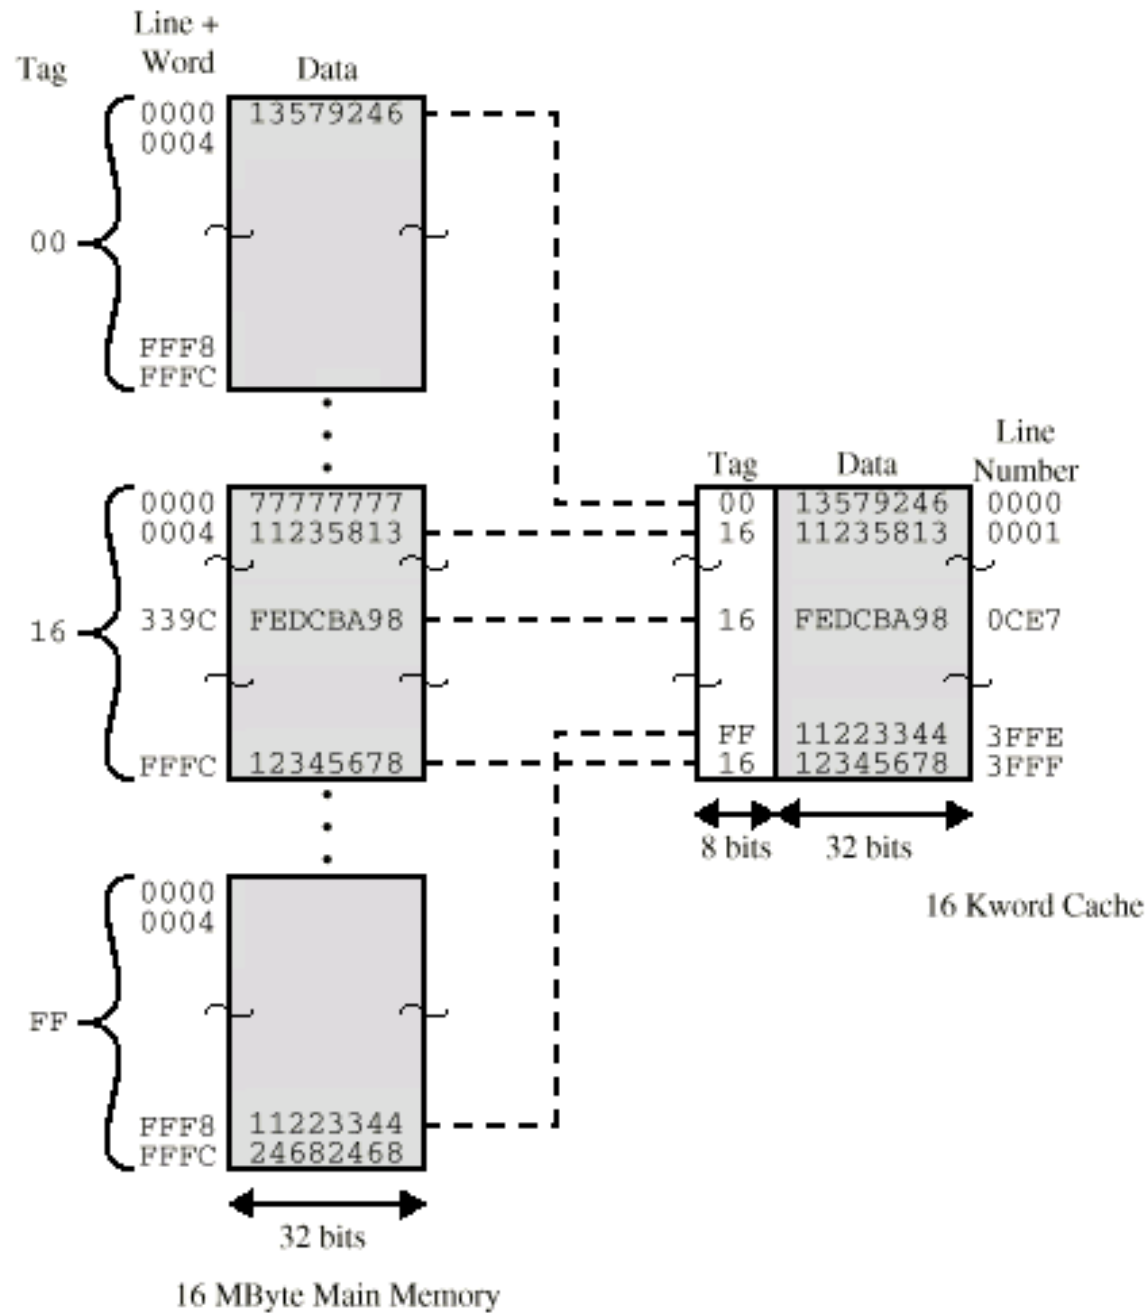 Line +
Tag Word Data
0000 13579246
0004
00
FFF8
FFFC
0000 77777777
0004 11235813
16 339C FEDCBA98
FFFC 12345678
0000
0004
FF
FFF8 11223344
FFFC 24682468
32 bits
16 MByte Main Memory
Line
Tag Data Number
00 13579246 0000
16 11235813 0001
16 FEDCBA98 0CE7
FF 11223344 3FFE
16 12345678 3FFF
8 bits 32 bits
16 Kword Cache